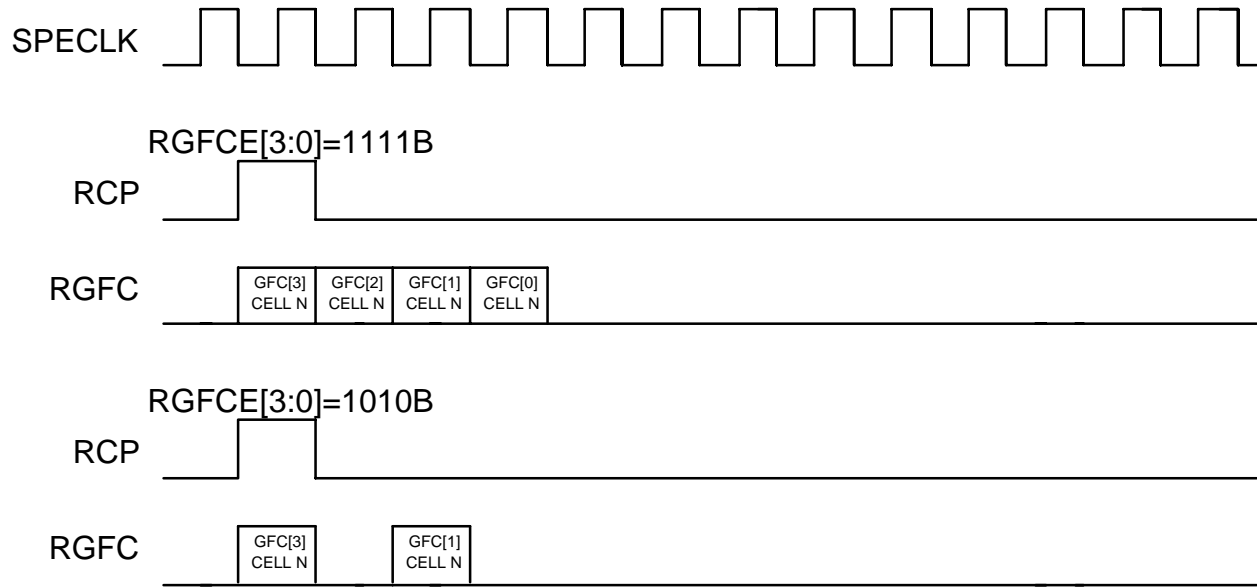 SPECLK
RGFCE[3:0]=1111B
RCP
RGFC
GFC[3] GFC[2] GFC[1] GFC[0]
CELL N CELL N CELL N CELL N
RGFCE[3:0]=1010B
RCP
RGFC
GFC[3] GFC[1]
CELL N CELL N